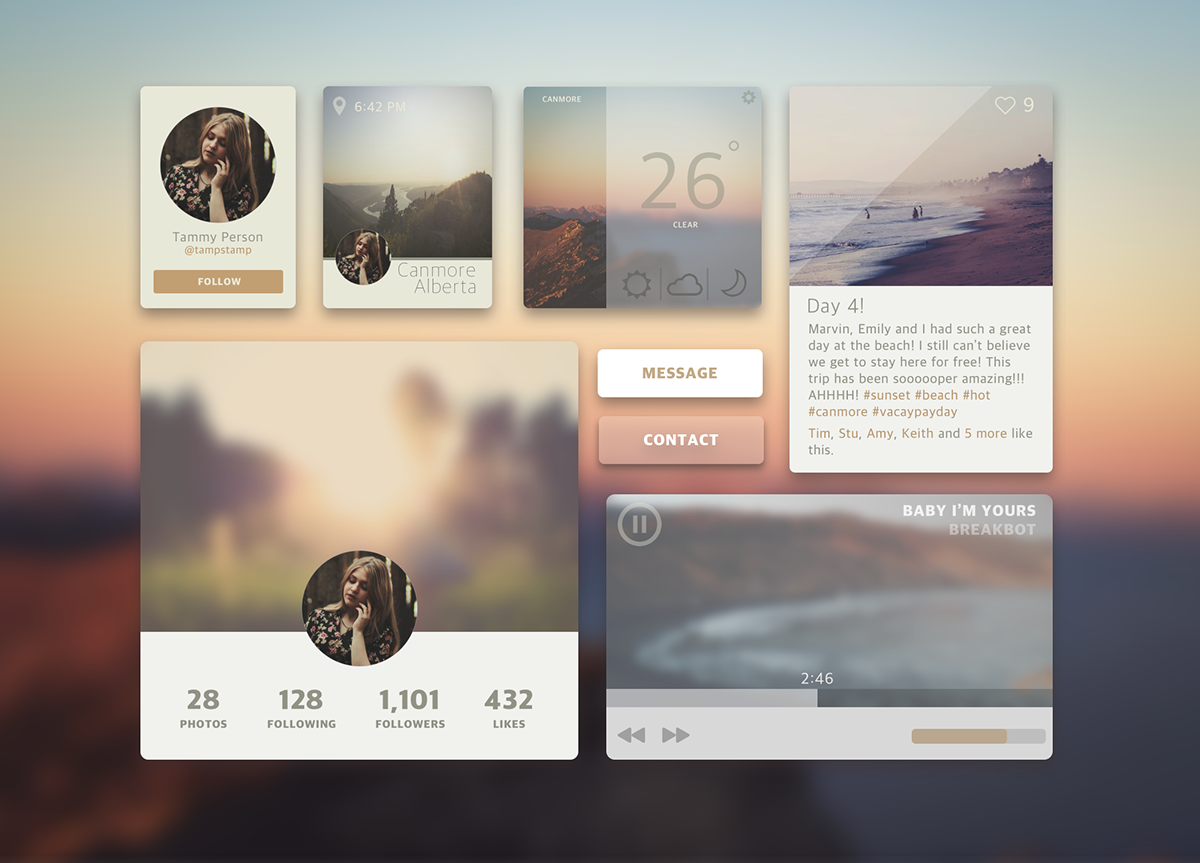 Tammy Person
@tampstamp
FOLLOW
6:42 PM
Canmore
Alberta
CANMORE
26°
CLEAR
9
Day 4!
Marvin, Emily and I had such a great
day at the beach! I still can't believe
we get to stay here for free! This
trip has been soooooper amazing!!!
AHHHH! #sunset #beach #hot
#canmore #vacaypayday
Tim, Stu, Amy, Keith and 5 more like
this.
MESSAGE
CONTACT
28
PHOTOS
128
FOLLOWING
1,101
FOLLOWERS
432
LIKES
BABY I'M YOURS
BREAKBOT
2:46